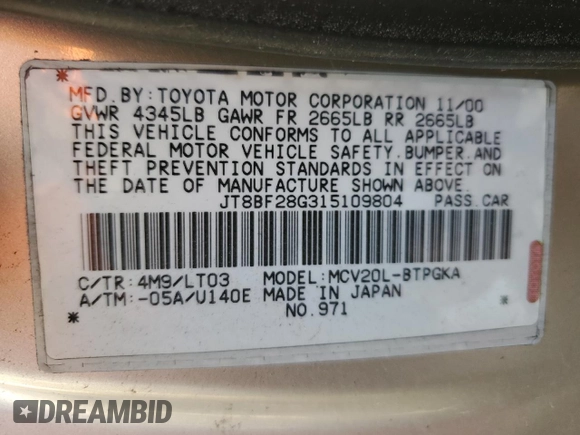 MFD.BY:TOYOTA MOTOR CORPORATION 11/00
GVWR 4345LB GAWR FR 2665LB RR 2665LB
THIS VEHICLE CONFORMS TO ALL APPLICABLE
FEDERAL MOTOR VEHICLE SAFETY.BUMPER.AND
THEFT PREVENTION STANDARDS IN EFFECT ON
THE DATE OF MANUFACTURE SHOWN ABOVE.
JT8BF28G315109804 PASS.CAR
C/TR:4M9/LT03 MODEL:MCV20L-BTPGKA
A/TM:-05A/U140E MADE IN JAPAN
NO.971
TOYOTA
DREAMBID